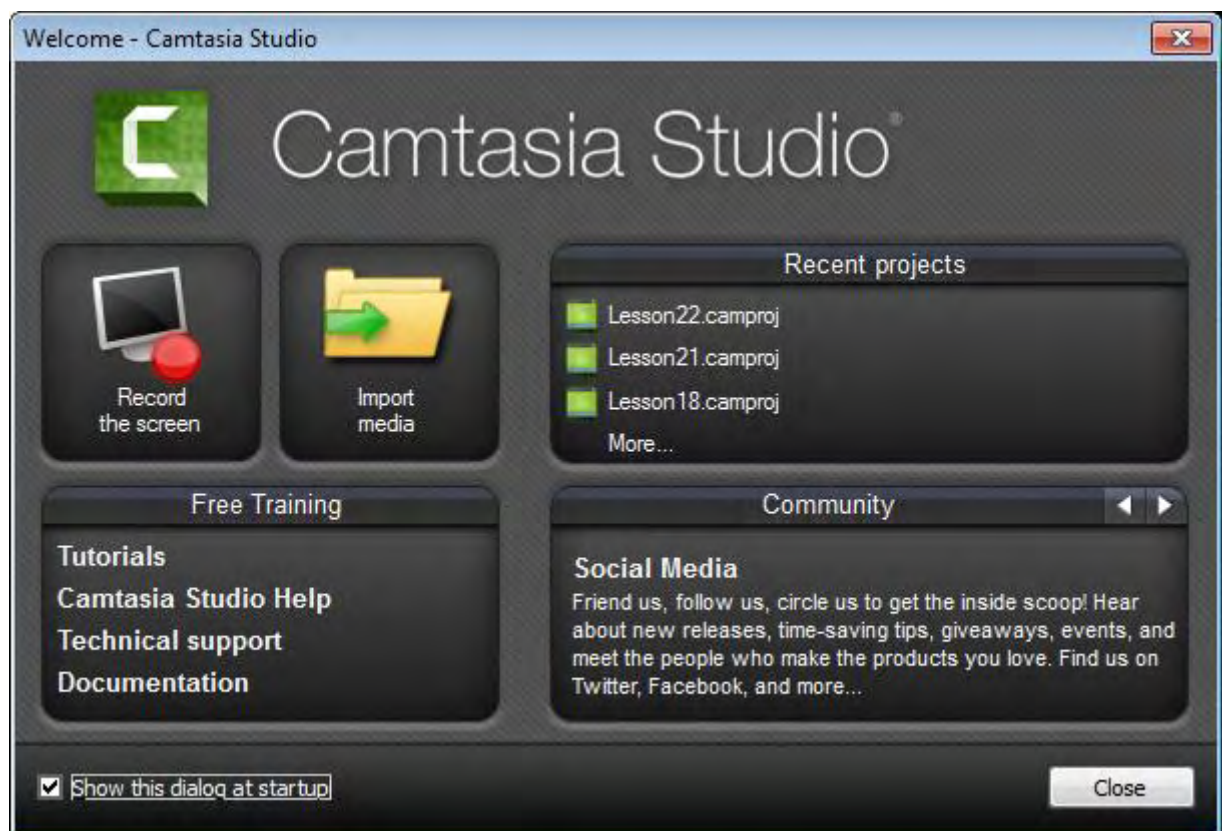 Welcome - Camtasia Studio
Camtasia Studio®
Record
the screen
Import
media
Recent projects
Lesson22.camproj
Lesson21.camproj
Lesson18.camproj
More...
Free Training
Tutorials
Camtasia Studio Help
Technical support
Documentation
Community
Social Media
Friend us, follow us, circle us to get the inside scoop! Hear
about new releases, time-saving tips, giveaways, events, and
meet the people who make the products you love. Find us on
Twitter, Facebook, and more...
Show this dialog at startup
Close